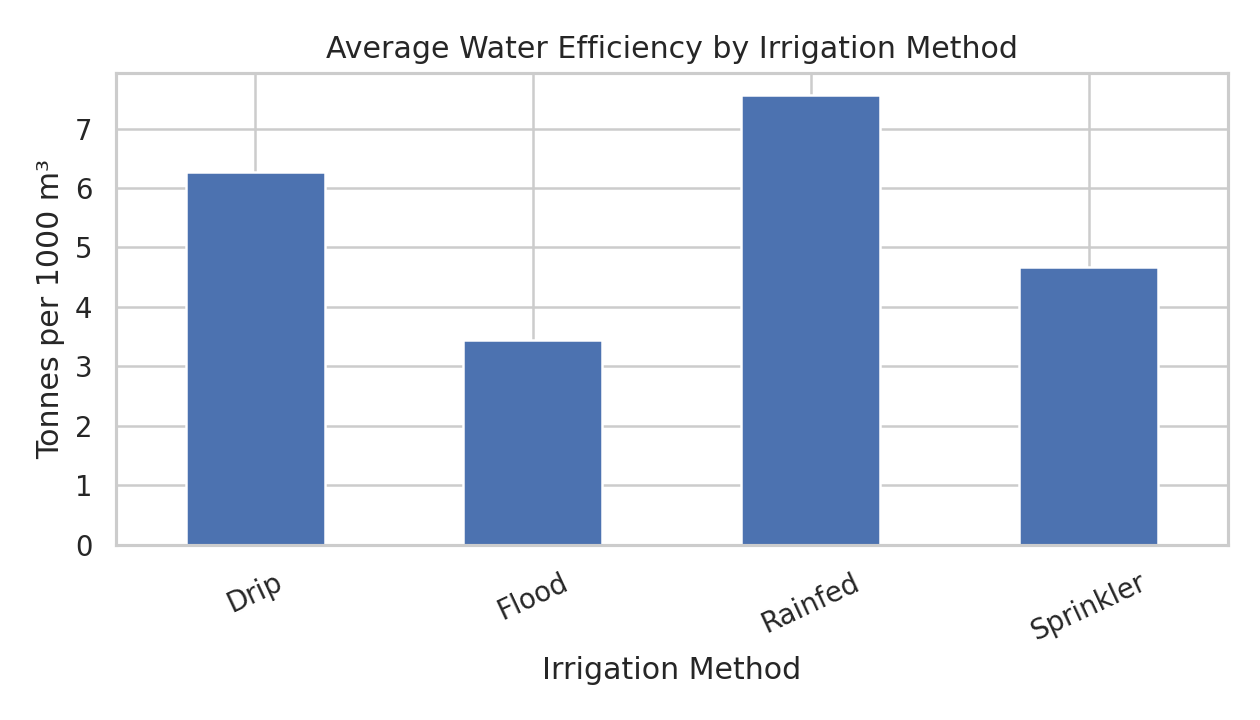 Average Water Efficiency by Irrigation Method
Tonnes per 1000 m³
7
6
5
4
3
2
1
0
Drip
Flood
Rainfed
Sprinkler
Irrigation Method